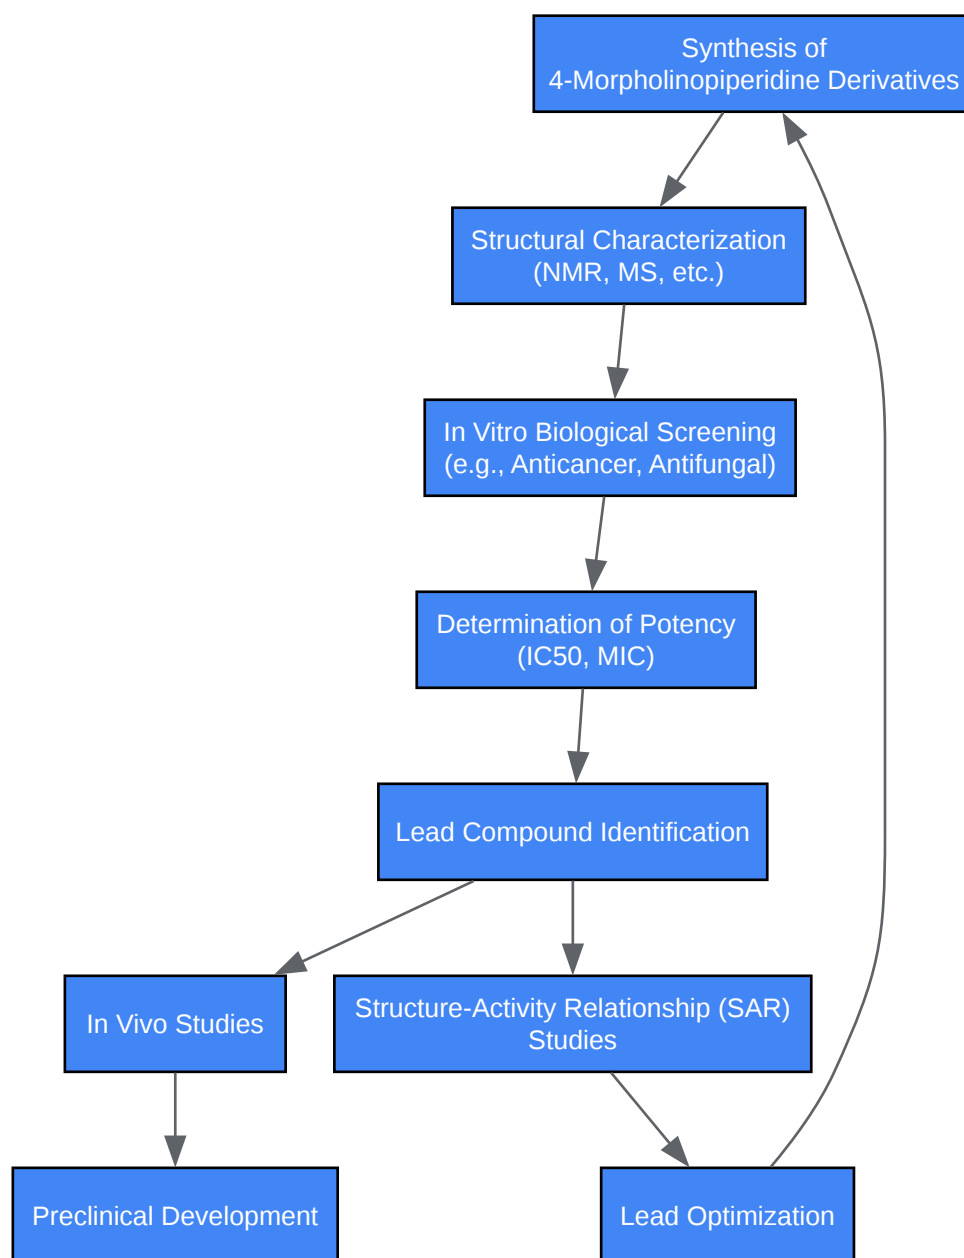 Synthesis of
4-Morpholinopiperidine Derivatives
Structural Characterization
(NMR, MS, etc.)
In Vitro Biological Screening
(e.g., Anticancer, Antifungal)
Determination of Potency
(IC50, MIC)
Lead Compound Identification
In Vivo Studies
Structure-Activity Relationship (SAR)
Studies
Preclinical Development
Lead Optimization